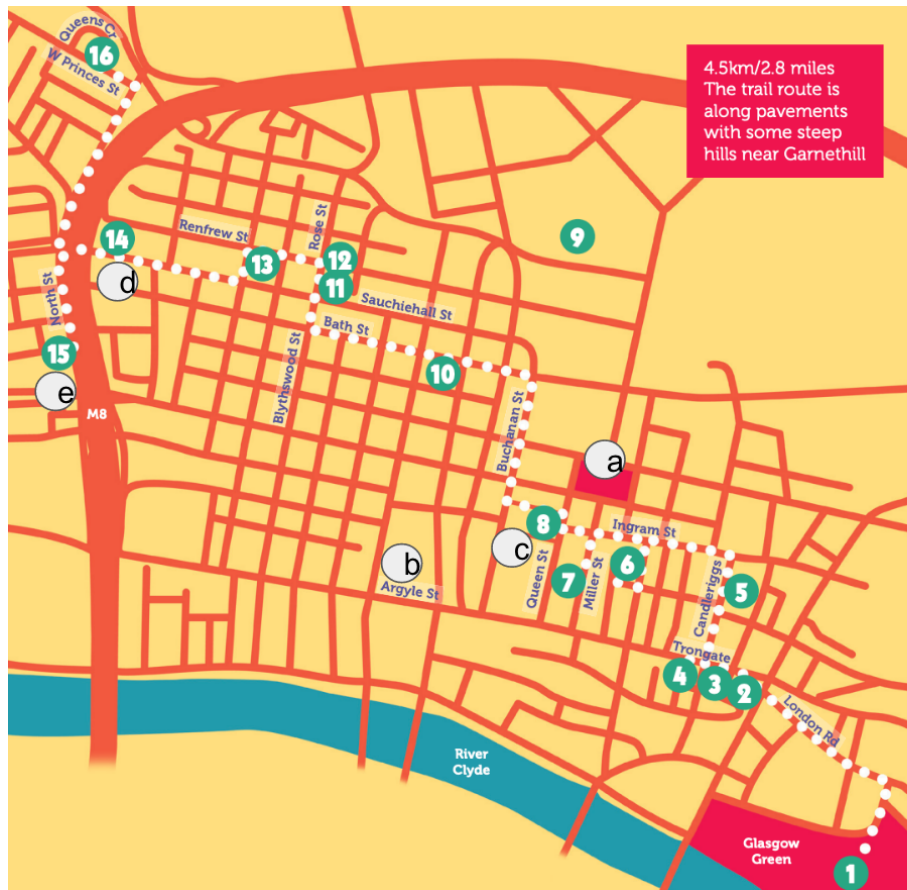 Queens Cr
16
W Princes St
4.5km/2.8 miles
The trail route is
along pavements
with some steep
hills near Garnethill
14
Renfrew St
Rose St
9
13
12
11
d
North St
Sauchiehall St
Bath St
15
10
e
Blythswood St
M8
Buchanan St
a
8
Ingram St
c
b
Queen St
7
Miller St
6
Candleriggs
5
Argyle St
Trongate
4
3
2
London Rd
River
Clyde
Glasgow
Green
1